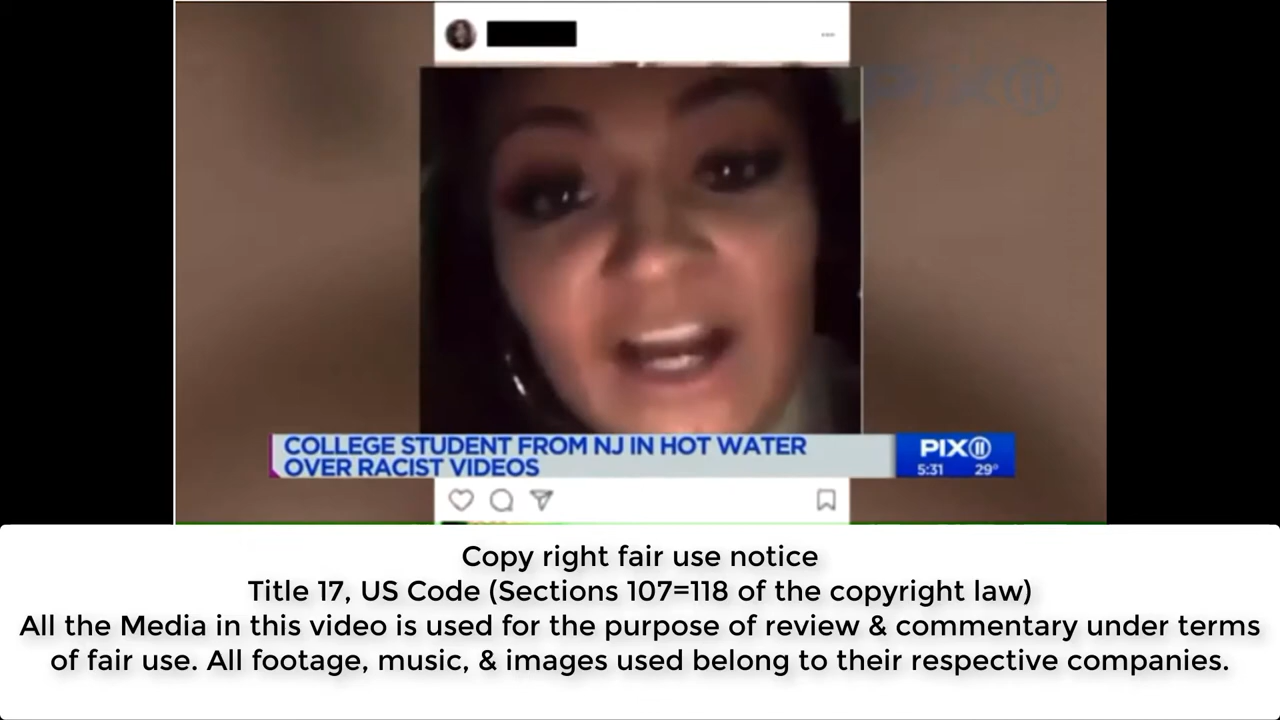 PIX11
COLLEGE STUDENT FROM NJ IN HOT WATER
OVER RACIST VIDEOS
PIX11
5:31 29°
Copy right fair use notice
Title 17, US Code (Sections 107=118 of the copyright law)
All the Media in this video is used for the purpose of review & commentary under terms
of fair use. All footage, music, & images used belong to their respective companies.